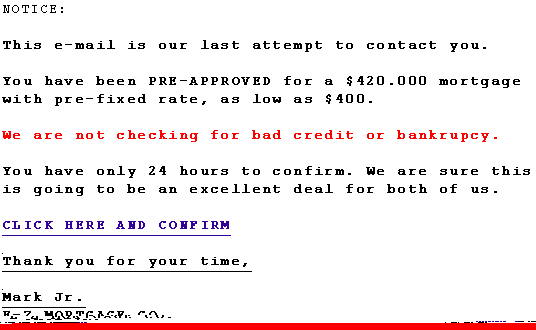 NOTICE:
This e-mail is our last attempt to contact you.
You have been PRE-APPROVED for a $420.000 mortgage
with pre-fixed rate, as low as $400.
We are not checking for bad credit or bankrupcy.
You have only 24 hours to confirm. We are sure this
is going to be an excellent deal for both of us.
CLICK HERE AND CONFIRM
Thank you for your time,
Mark Jr.
E-Z MORTGAGE CO.